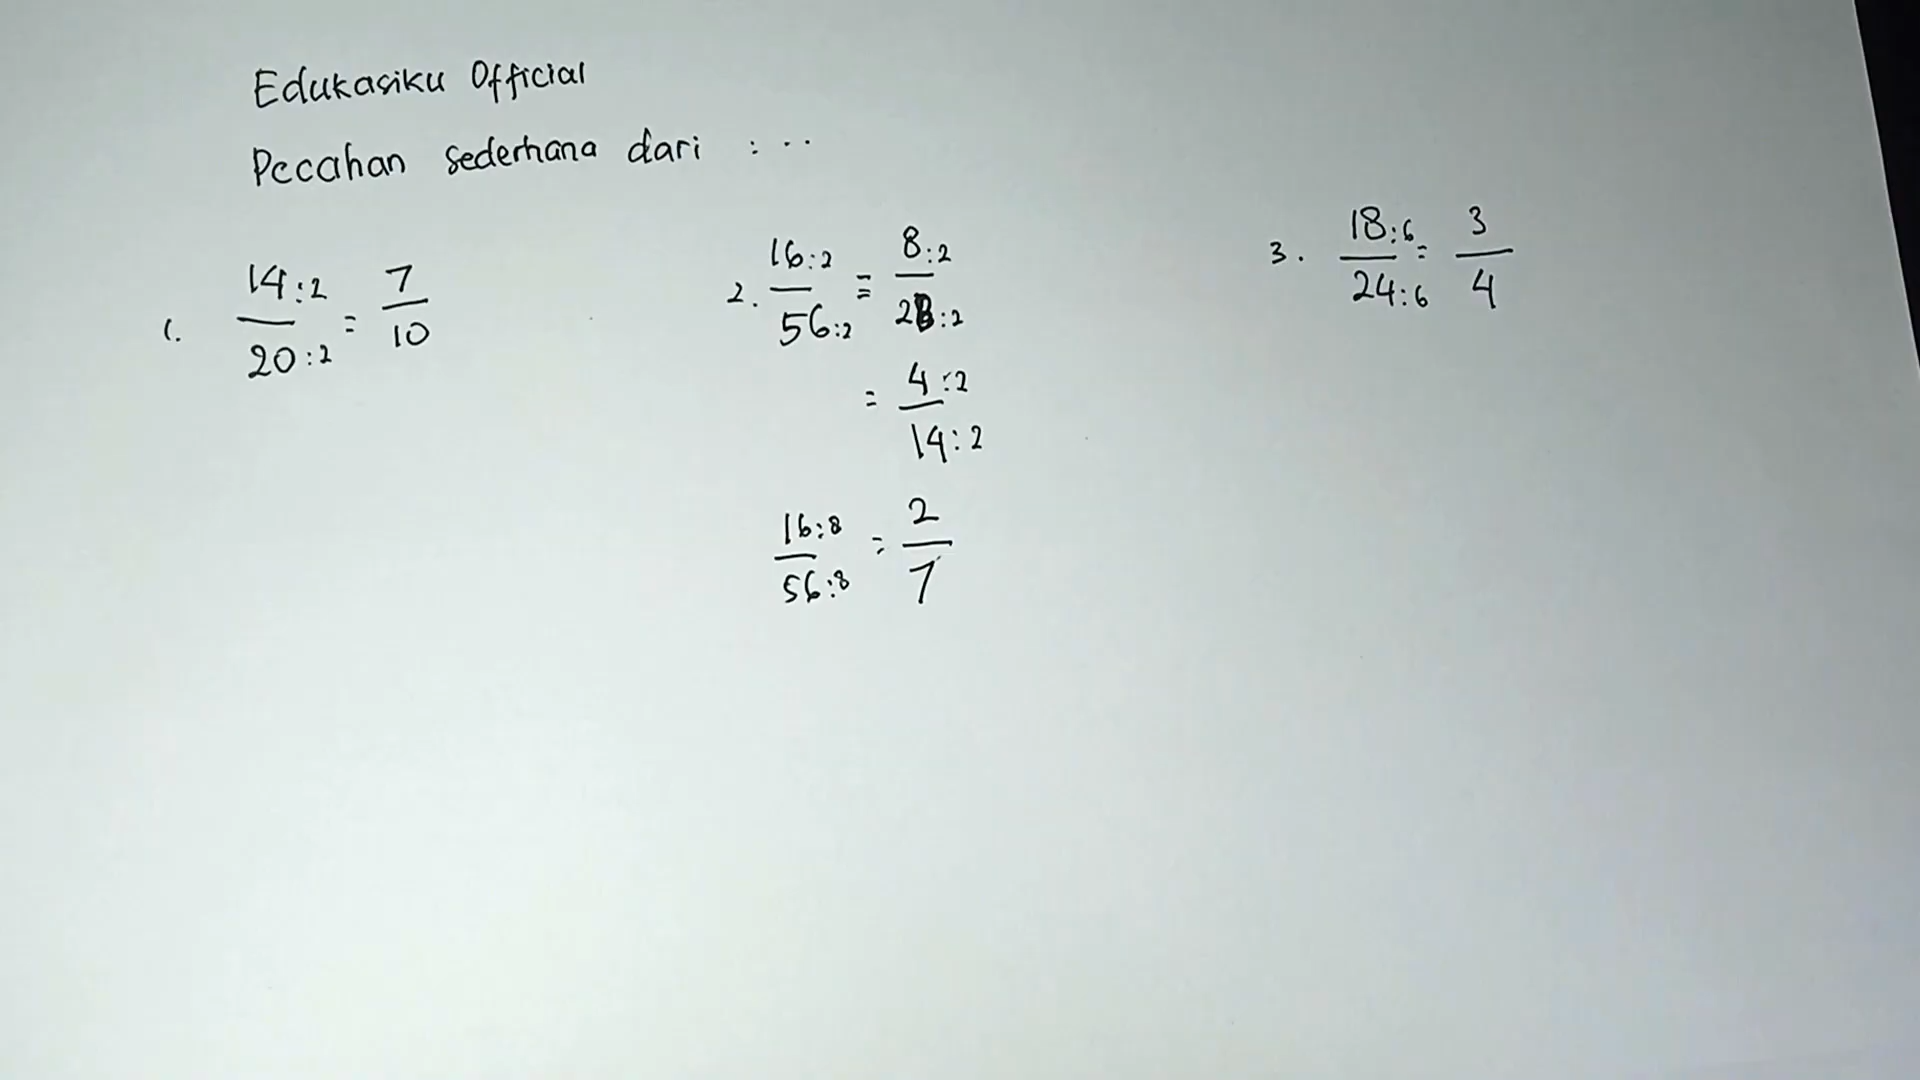 Edukasiku Official
Pecahan sederhana dari : ..
1. 14:2 / 20:2 = 7 / 10
2. 16:2 / 56:2 = 8:2 / 28:2
= 4:2 / 14:2
16:8 / 56:8 = 2 / 7
3. 18:6 / 24:6 = 3 / 4